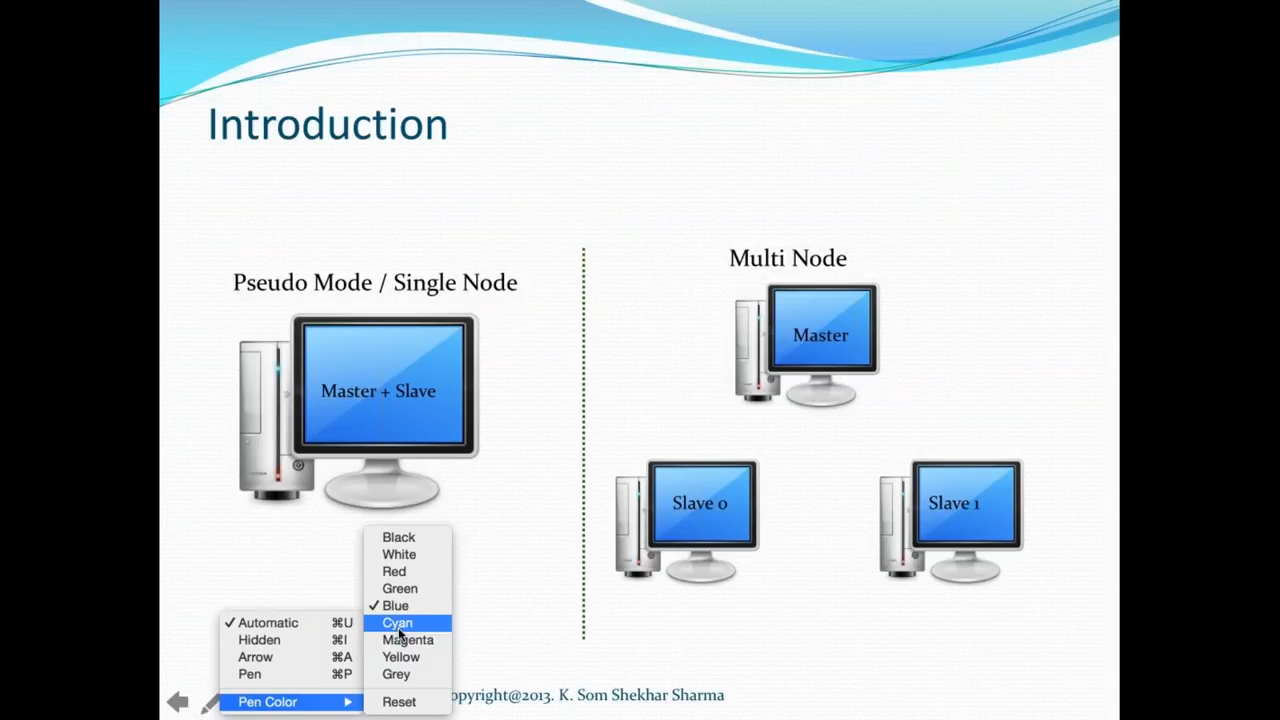 Introduction
Pseudo Mode / Single Node
Multi Node
Master + Slave
Master
Slave 0
Slave 1
Black
White
Red
Green
✓ Blue
Cyan
Magenta
Yellow
Grey
Reset
✓ Automatic ⌘U
Hidden ⌘I
Arrow ⌘A
Pen ⌘P
Pen Color ▶
opyright@2013. K. Som Shekhar Sharma